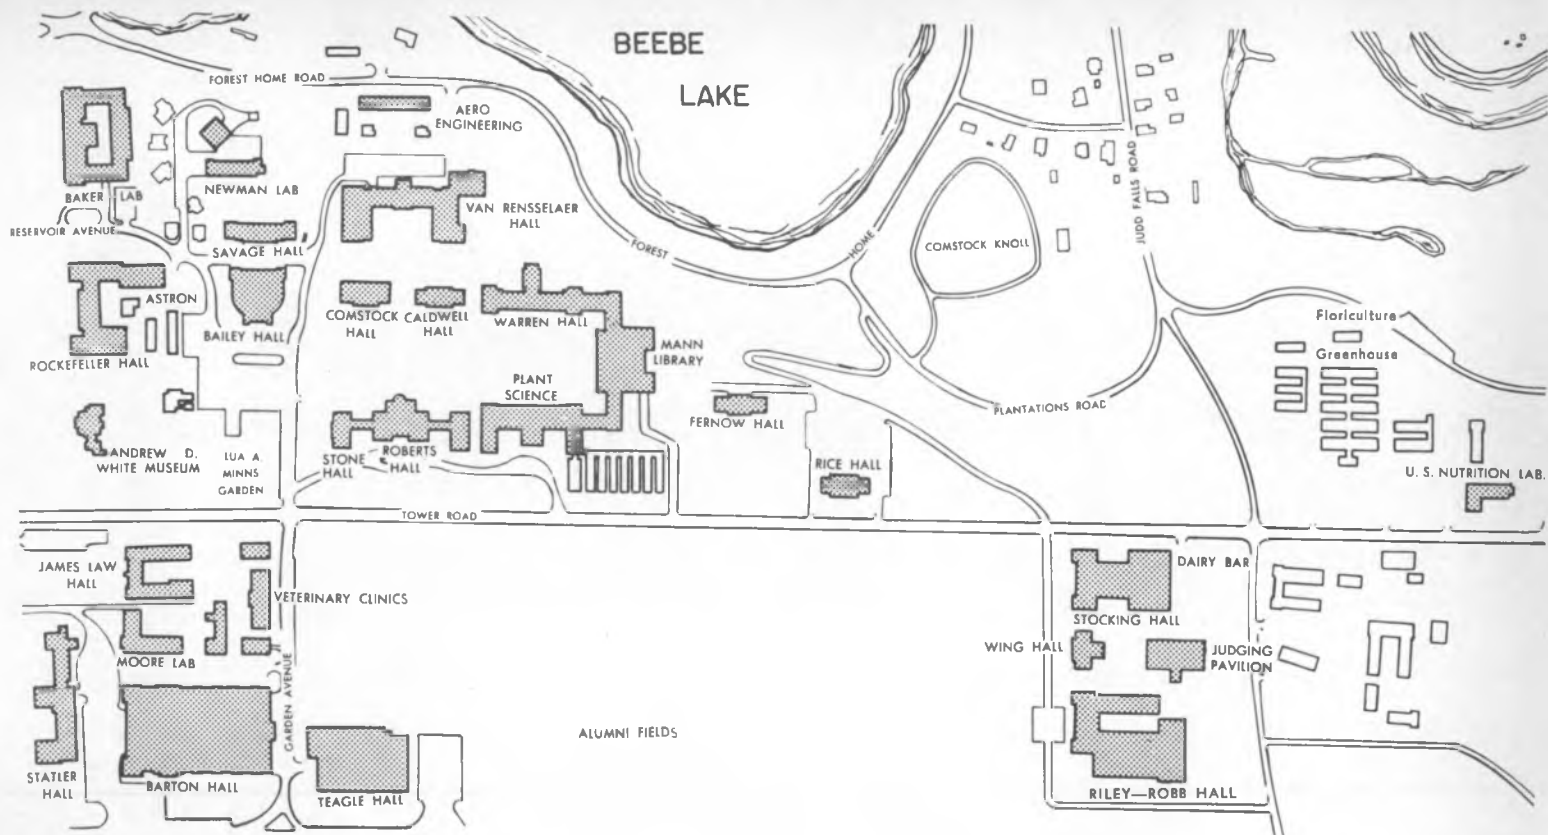 BEEBE
LAKE
FOREST HOME ROAD
AERO
ENGINEERING
BAKER LAB
NEWMAN LAB
VAN RENSSELAER
HALL
RESERVOIR AVENUE
SAVAGE HALL
FOREST
HOME
COMSTOCK KNOLL
JUDD FALLS ROAD
ASTRON
BAILEY HALL
COMSTOCK
HALL
CALDWELL
HALL
WARREN HALL
MANN
LIBRARY
ROCKEFELLER HALL
Floriculture
Greenhouse
PLANT
SCIENCE
PLANTATIONS ROAD
FERNOW HALL
ANDREW D.
WHITE MUSEUM
LUA A.
MINNS
GARDEN
STONE
HALL
ROBERTS
HALL
RICE HALL
U. S. NUTRITION LAB.
TOWER ROAD
JAMES LAW
HALL
VETERINARY CLINICS
DAIRY BAR
STOCKING HALL
MOORE LAB
WING HALL
JUDGING
PAVILION
GARDEN AVENUE
ALUMNI FIELDS
STATLER
HALL
BARTON HALL
TEAGLE HALL
RILEY—ROBB HALL